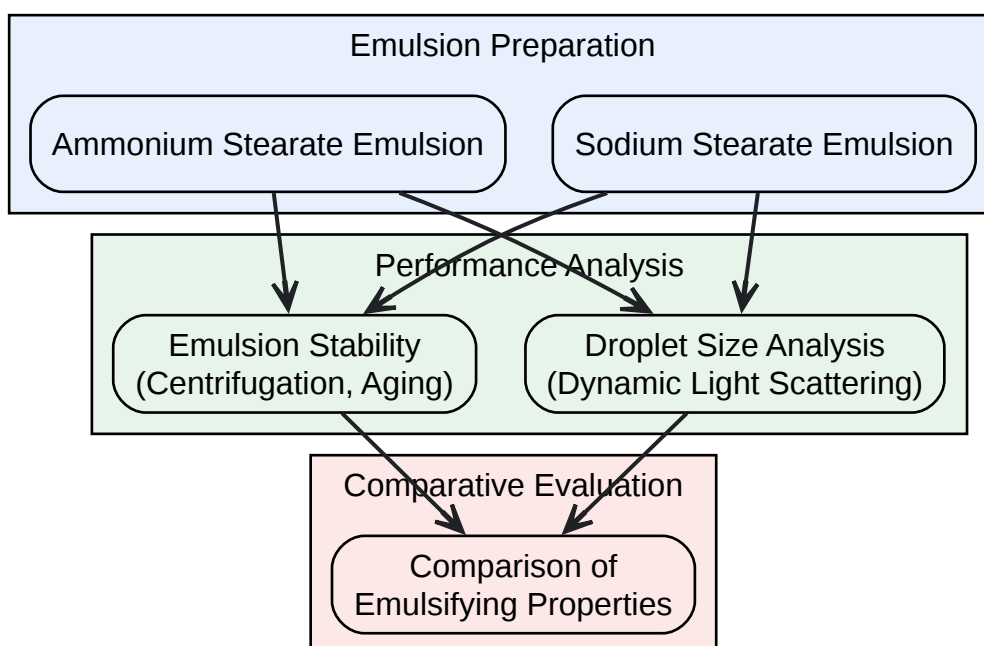 Emulsion Preparation
Ammonium Stearate Emulsion
Sodium Stearate Emulsion
Performance Analysis
Emulsion Stability
(Centrifugation, Aging)
Droplet Size Analysis
(Dynamic Light Scattering)
Comparative Evaluation
Comparison of
Emulsifying Properties